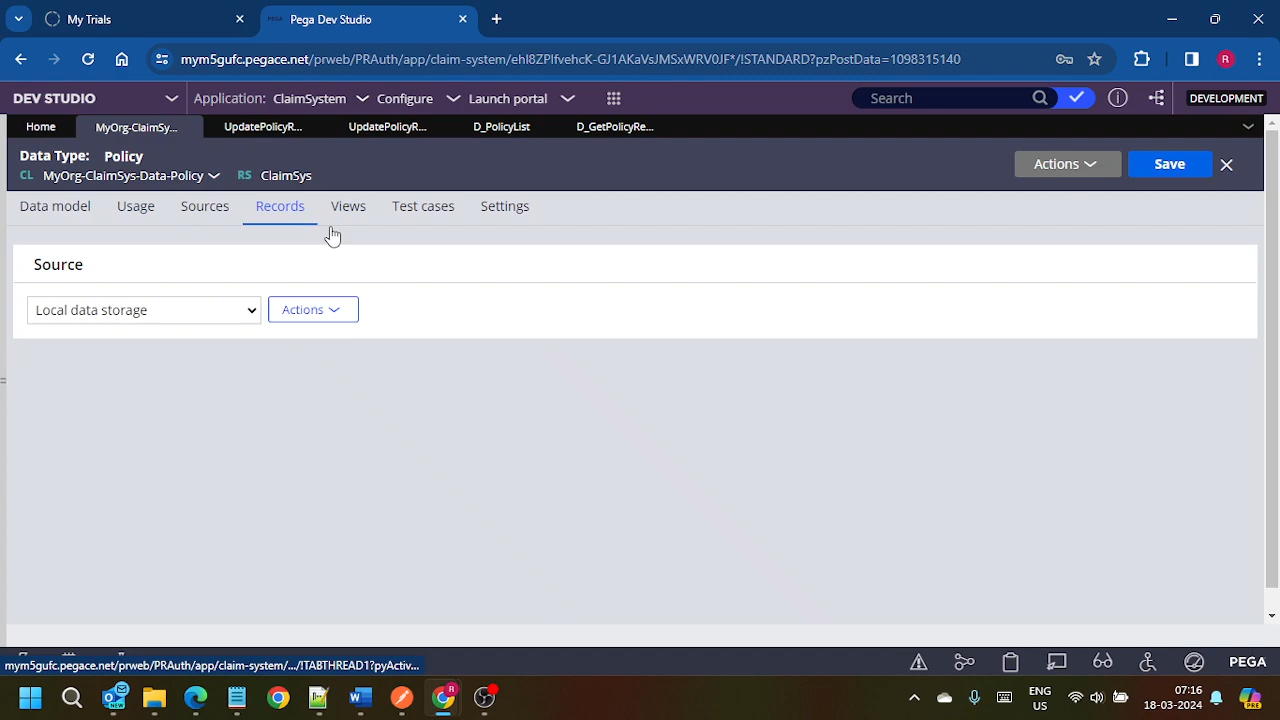 My Trials
PEGA Pega Dev Studio
mym5gufc.pegace.net/prweb/PRAuth/app/claim-system/ehl8ZPlfvehcK-GJ1AKaVsJMSxWRV0JF*/!STANDARD?pzPostData=1098315140
R
DEV STUDIO Application: ClaimSystem Configure Launch portal Search DEVELOPMENT
Home MyOrg-ClaimSy... UpdatePolicyR... UpdatePolicyR... D_PolicyList D_GetPolicyRe...
Data Type: Policy
CL MyOrg-ClaimSys-Data-Policy RS ClaimSys
Actions Save
Data model Usage Sources Records Views Test cases Settings
Source
Local data storage Actions
mym5gufc.pegace.net/prweb/PRAuth/app/claim-system/.../!TABTHREAD1?pyActiv...
PEGA
NEW
R
ENG
US
07:16
18-03-2024
PRE